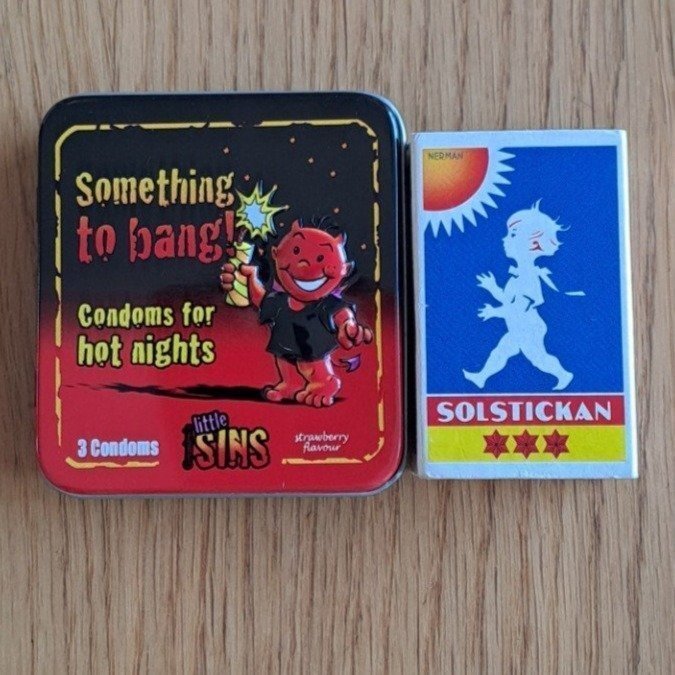 Something
to bang!
Condoms for
hot nights
3 Condoms
little
SINS
strawberry
flavour
NERMAN
SOLSTICKAN